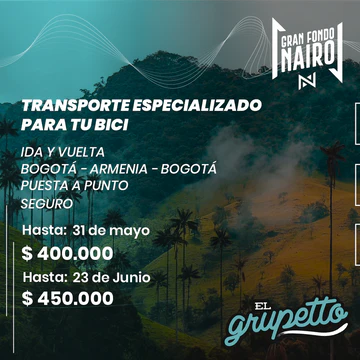 GRAN FONDO
NAIRO
TRANSPORTE ESPECIALIZADO
PARA TU BICI
IDA Y VUELTA
BOGOTÁ - ARMENIA - BOGOTÁ
PUESTA A PUNTO
SEGURO
Hasta: 31 de mayo
$ 400.000
Hasta: 23 de Junio
$ 450.000
EL
grupetto